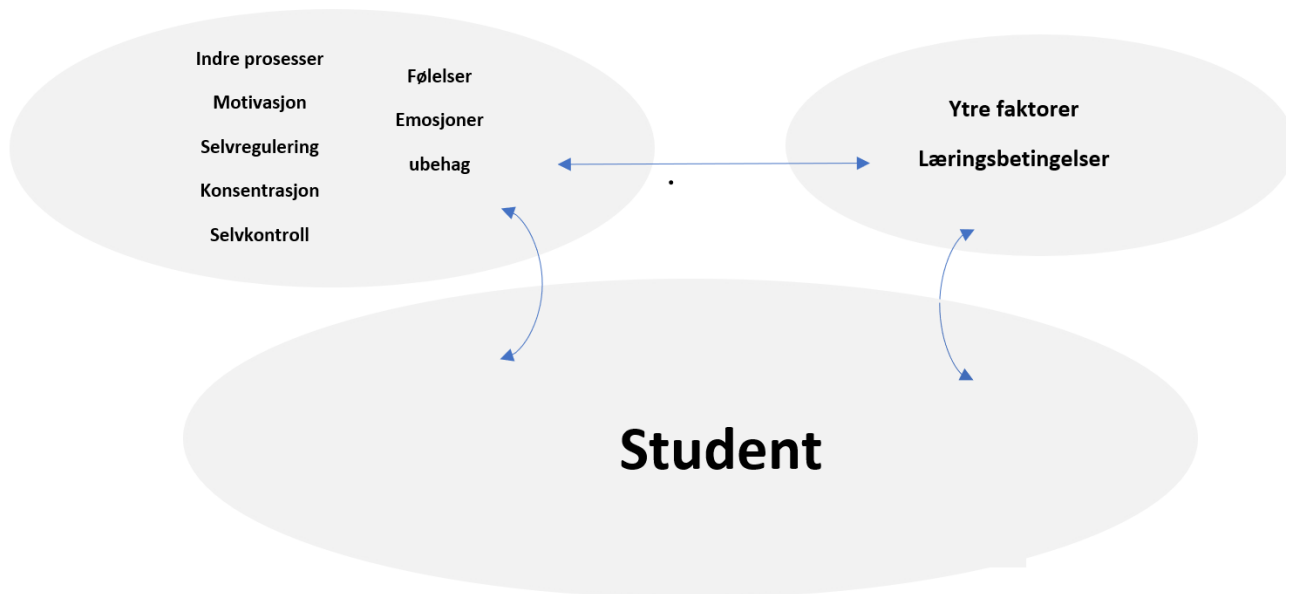 Indre prosesser
Motivasjon
Selvregulering
Konsentrasjon
Selvkontroll
Følelser
Emosjoner
ubehag
.
Ytre faktorer
Læringsbetingelser
Student